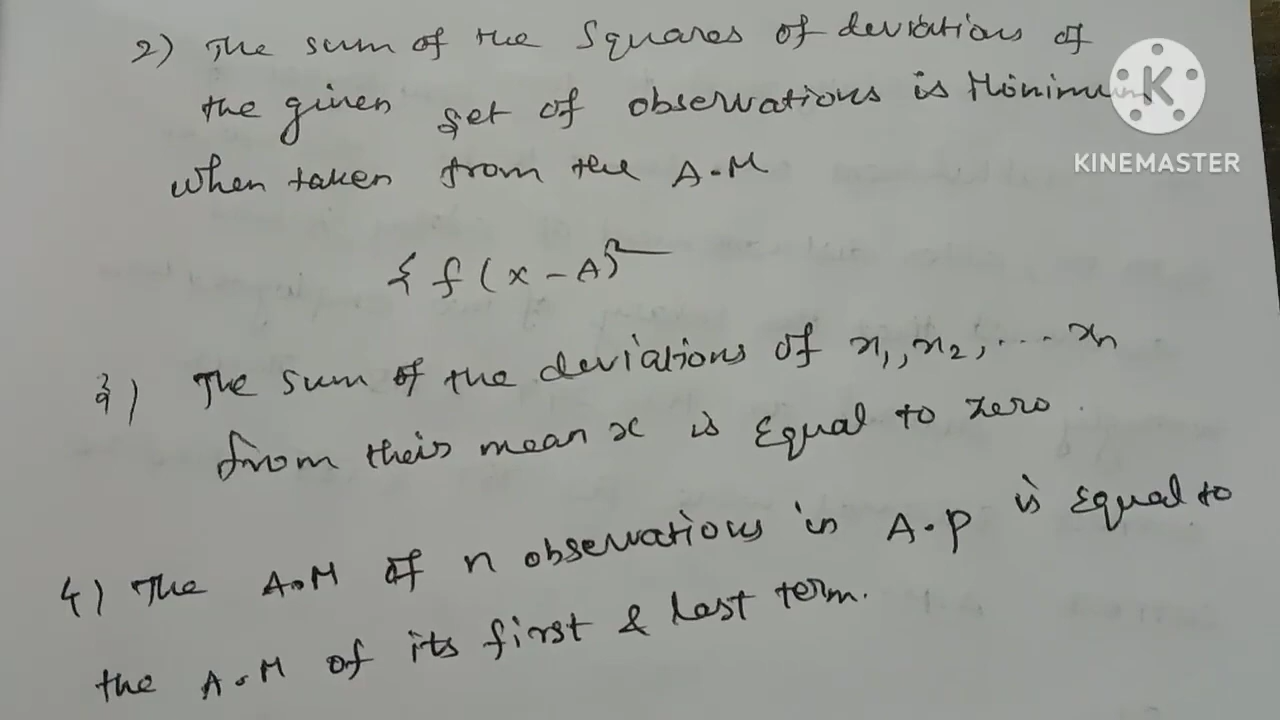 2) The sum of the Squares of deviations of
the given set of observations is Minimum
KINEMASTER
when taken from the A.M
Σ f (x - A)²
3) The sum of the deviations of x₁, x₂, ... xₙ
from their mean x is Equal to zero.
4) The A.M of n observations in A.P is Equal to
the A.M of its first & last term.